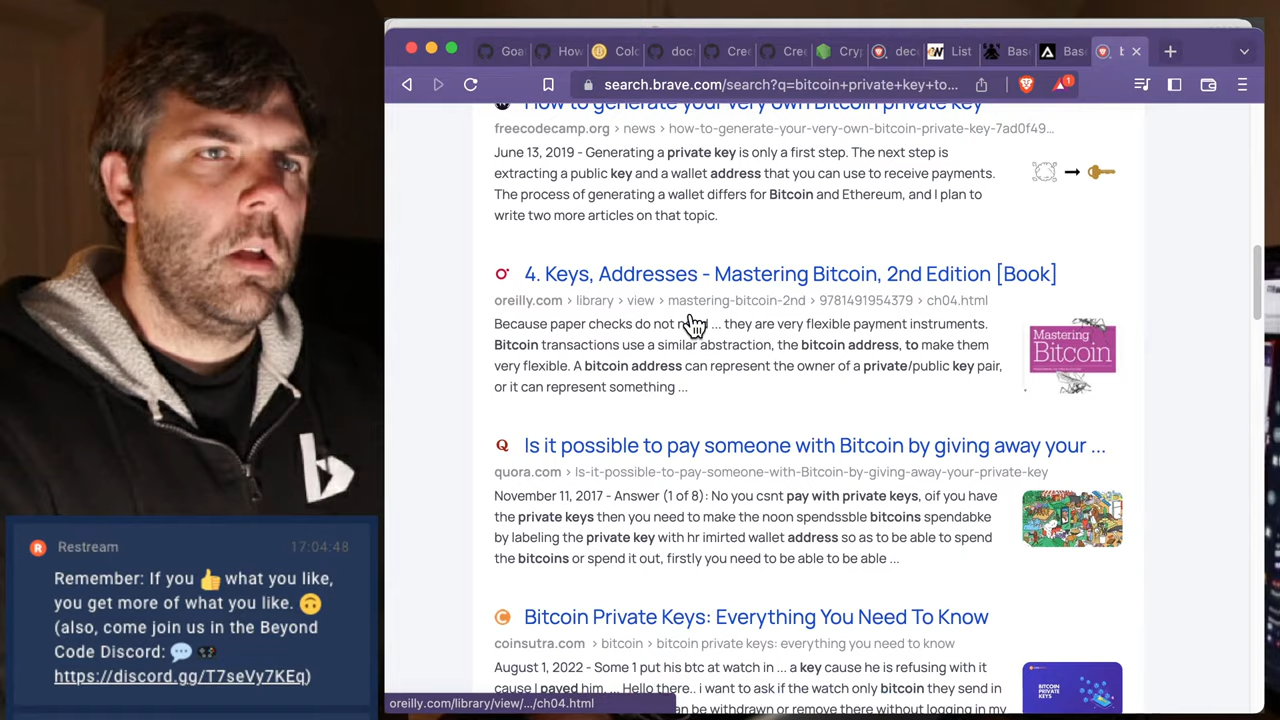 Goa
How
Colo
doc
Cre
Cre
Cryp
dec
List
Bas
Bas
b
search.brave.com/search?q=bitcoin+private+key+to...
1
How to generate your very own Bitcoin private key
freecodecamp.org › news › how-to-generate-your-very-own-bitcoin-private-key-7ad0f49...
June 13, 2019 - Generating a private key is only a first step. The next step is
extracting a public key and a wallet address that you can use to receive payments.
The process of generating a wallet differs for Bitcoin and Ethereum, and I plan to
write two more articles on that topic.
4. Keys, Addresses - Mastering Bitcoin, 2nd Edition [Book]
oreilly.com › library › view › mastering-bitcoin-2nd › 9781491954379 › ch04.html
Because paper checks do not ... they are very flexible payment instruments.
Bitcoin transactions use a similar abstraction, the bitcoin address, to make them
very flexible. A bitcoin address can represent the owner of a private/public key pair,
or it can represent something ...
Mastering
Bitcoin
Q Is it possible to pay someone with Bitcoin by giving away your ...
quora.com › Is-it-possible-to-pay-someone-with-Bitcoin-by-giving-away-your-private-key
November 11, 2017 - Answer (1 of 8): No you csnt pay with private keys, oif you have
the private keys then you need to make the noon spendssble bitcoins spendabke
by labeling the private key with hr imirted wallet address so as to be able to spend
the bitcoins or spend it out, firstly you need to be able to be able ...
Bitcoin Private Keys: Everything You Need To Know
coinsutra.com › bitcoin › bitcoin private keys: everything you need to know
August 1, 2022 - Some 1 put his btc at watch in ... a key cause he is refusing with it
cause I payed him. ... Hello there.. i want to ask if the watch only bitcoin they send in
an be withdrawn or remove there without logging in my
BITCOIN
PRIVATE
KEYS
oreilly.com/library/view/.../ch04.html
R Restream 17:04:48
Remember: If you 👍 what you like,
you get more of what you like. 🙃
(also, come join us in the Beyond
Code Discord: 💬 🎮
https://discord.gg/T7seVy7KEq)